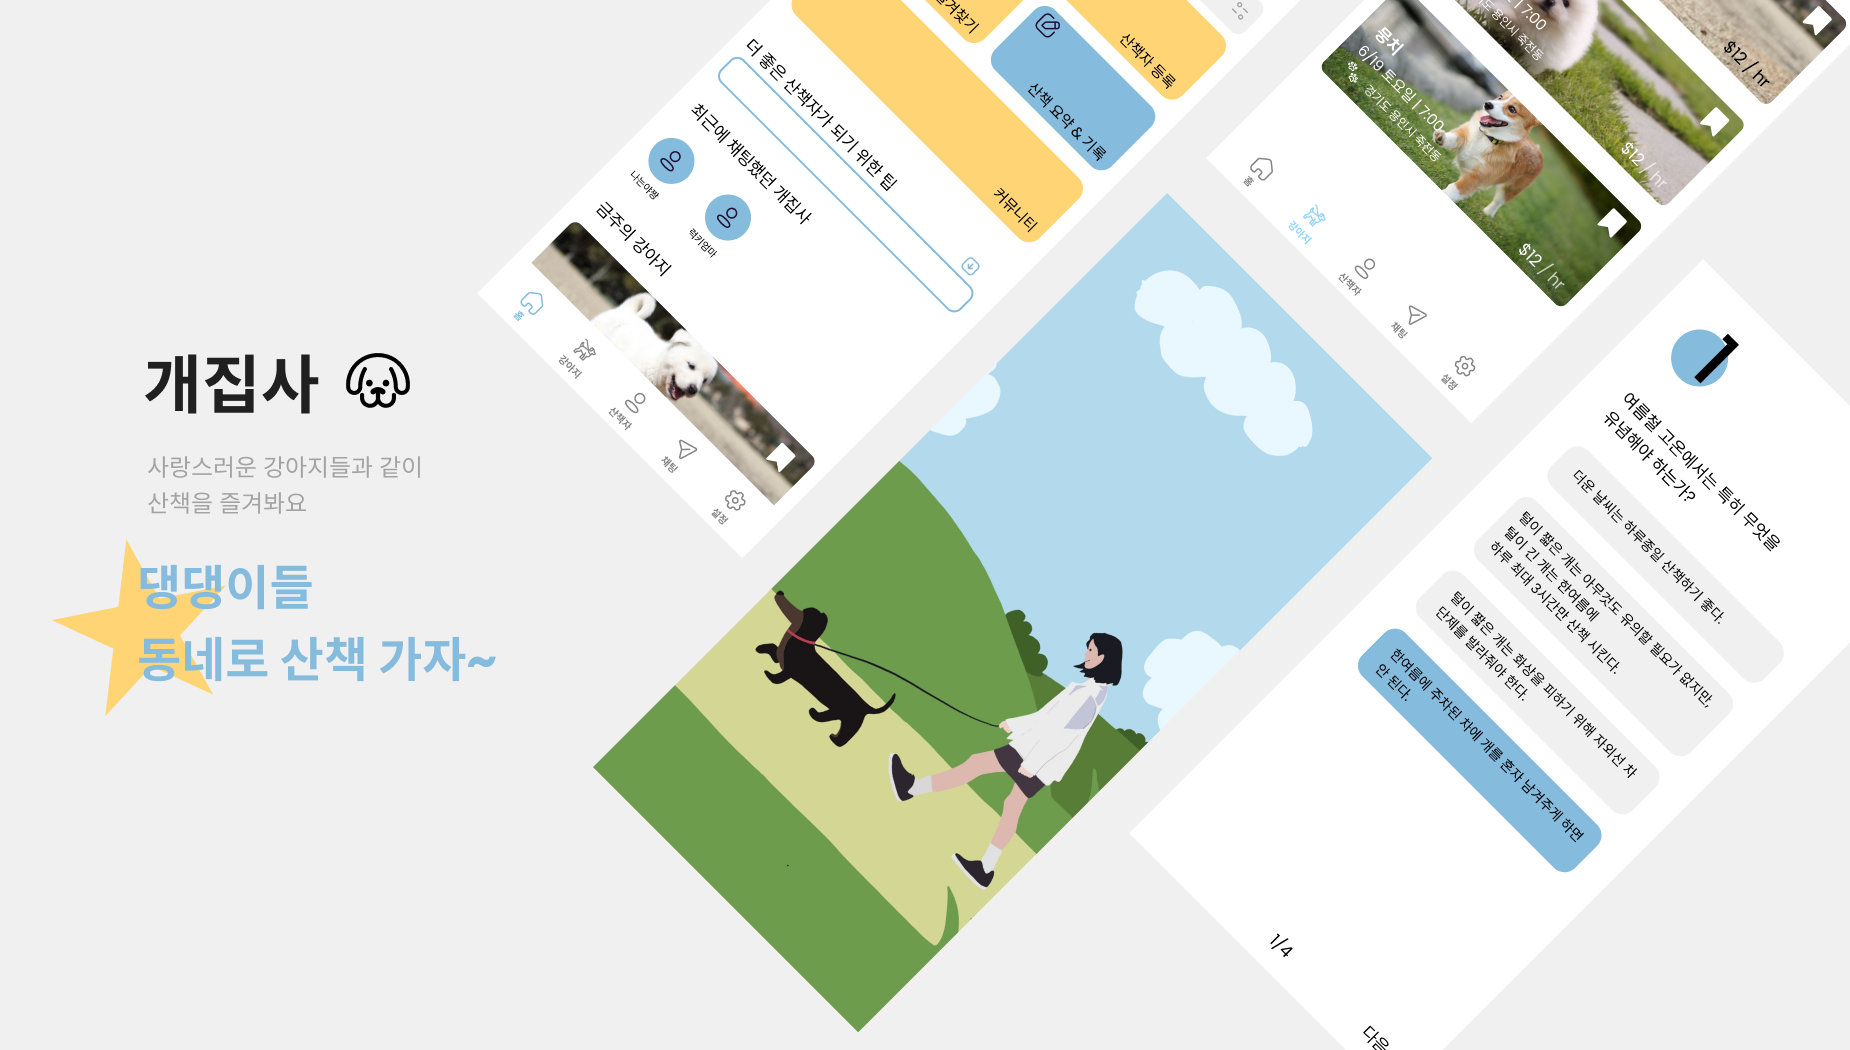 개집사
사랑스러운 강아지들과 같이
산책을 즐겨봐요
댕댕이들
동네로 산책 가자~
산책자 등록
산책 요약 & 기록
커뮤니티
더 좋은 산책자가 되기 위한 팁
최근에 채팅했던 개집사
나는야짱
럭키엄마
금주의 강아지
홈
강아지
산책자
채팅
설정
$12 / hr
7:00
경기도 용인시 죽전동
$12 / hr
뭉치
6/19 토요일 | 7:00
경기도 용인시 죽전동
$12 / hr
홈
강아지
산책자
채팅
설정
1
여름철 고온에서는 특히 무엇을
유념해야 하는가?
더운 날씨는 하루종일 산책하기 좋다.
털이 짧은 개는 아무것도 유의할 필요가 없지만,
털이 긴 개는 한여름에
하루 최대 3시간만 산책 시킨다.
털이 짧은 개는 화상을 피하기 위해 자외선 차
단제를 발라줘야 한다.
한여름에 주차된 차에 개를 혼자 남겨주게 하면
안 된다.
1/4
다음